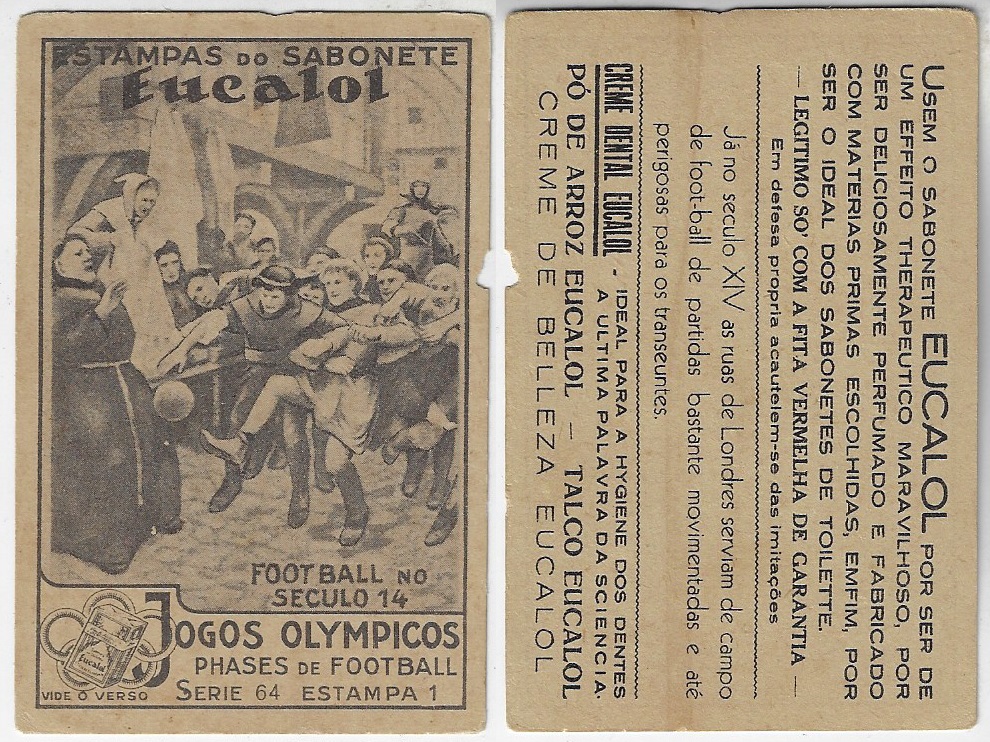 ESTAMPAS DO SABONETE
Eucalol
FOOTBALL NO
SECULO 14
Eucalol
JOGOS OLYMPICOS
PHASES DE FOOTBALL
VIDE O VERSO
SERIE 64 ESTAMPA 1
USEM O SABONETE EUCALOL POR SER DE
UM EFFEITO THERAPEUTICO MARAVILHOSO, POR
SER DELICIOSAMENTE PERFUMADO E FABRICADO
COM MATERIAS PRIMAS ESCOLHIDAS, EMFIM, POR
SER O IDEAL DOS SABONETES DE TOILETTE.
— LEGITIMO SO' COM A FITA VERMELHA DE GARANTIA —
Em defesa propria acautelem-se das imitações
Já no seculo XIV as ruas de Londres serviam de campo
de foot-ball de partidas bastante movimentadas e até
perigosas para os transeuntes.
CREME DENTAL EUCALOL - IDEAL PARA A HYGIENE DOS DENTES
A ULTIMA PALAVRA DA SCIENCIA.
PÓ DE ARROZ EUCALOL — TALCO EUCALOL
CREME DE BELLEZA EUCALOL